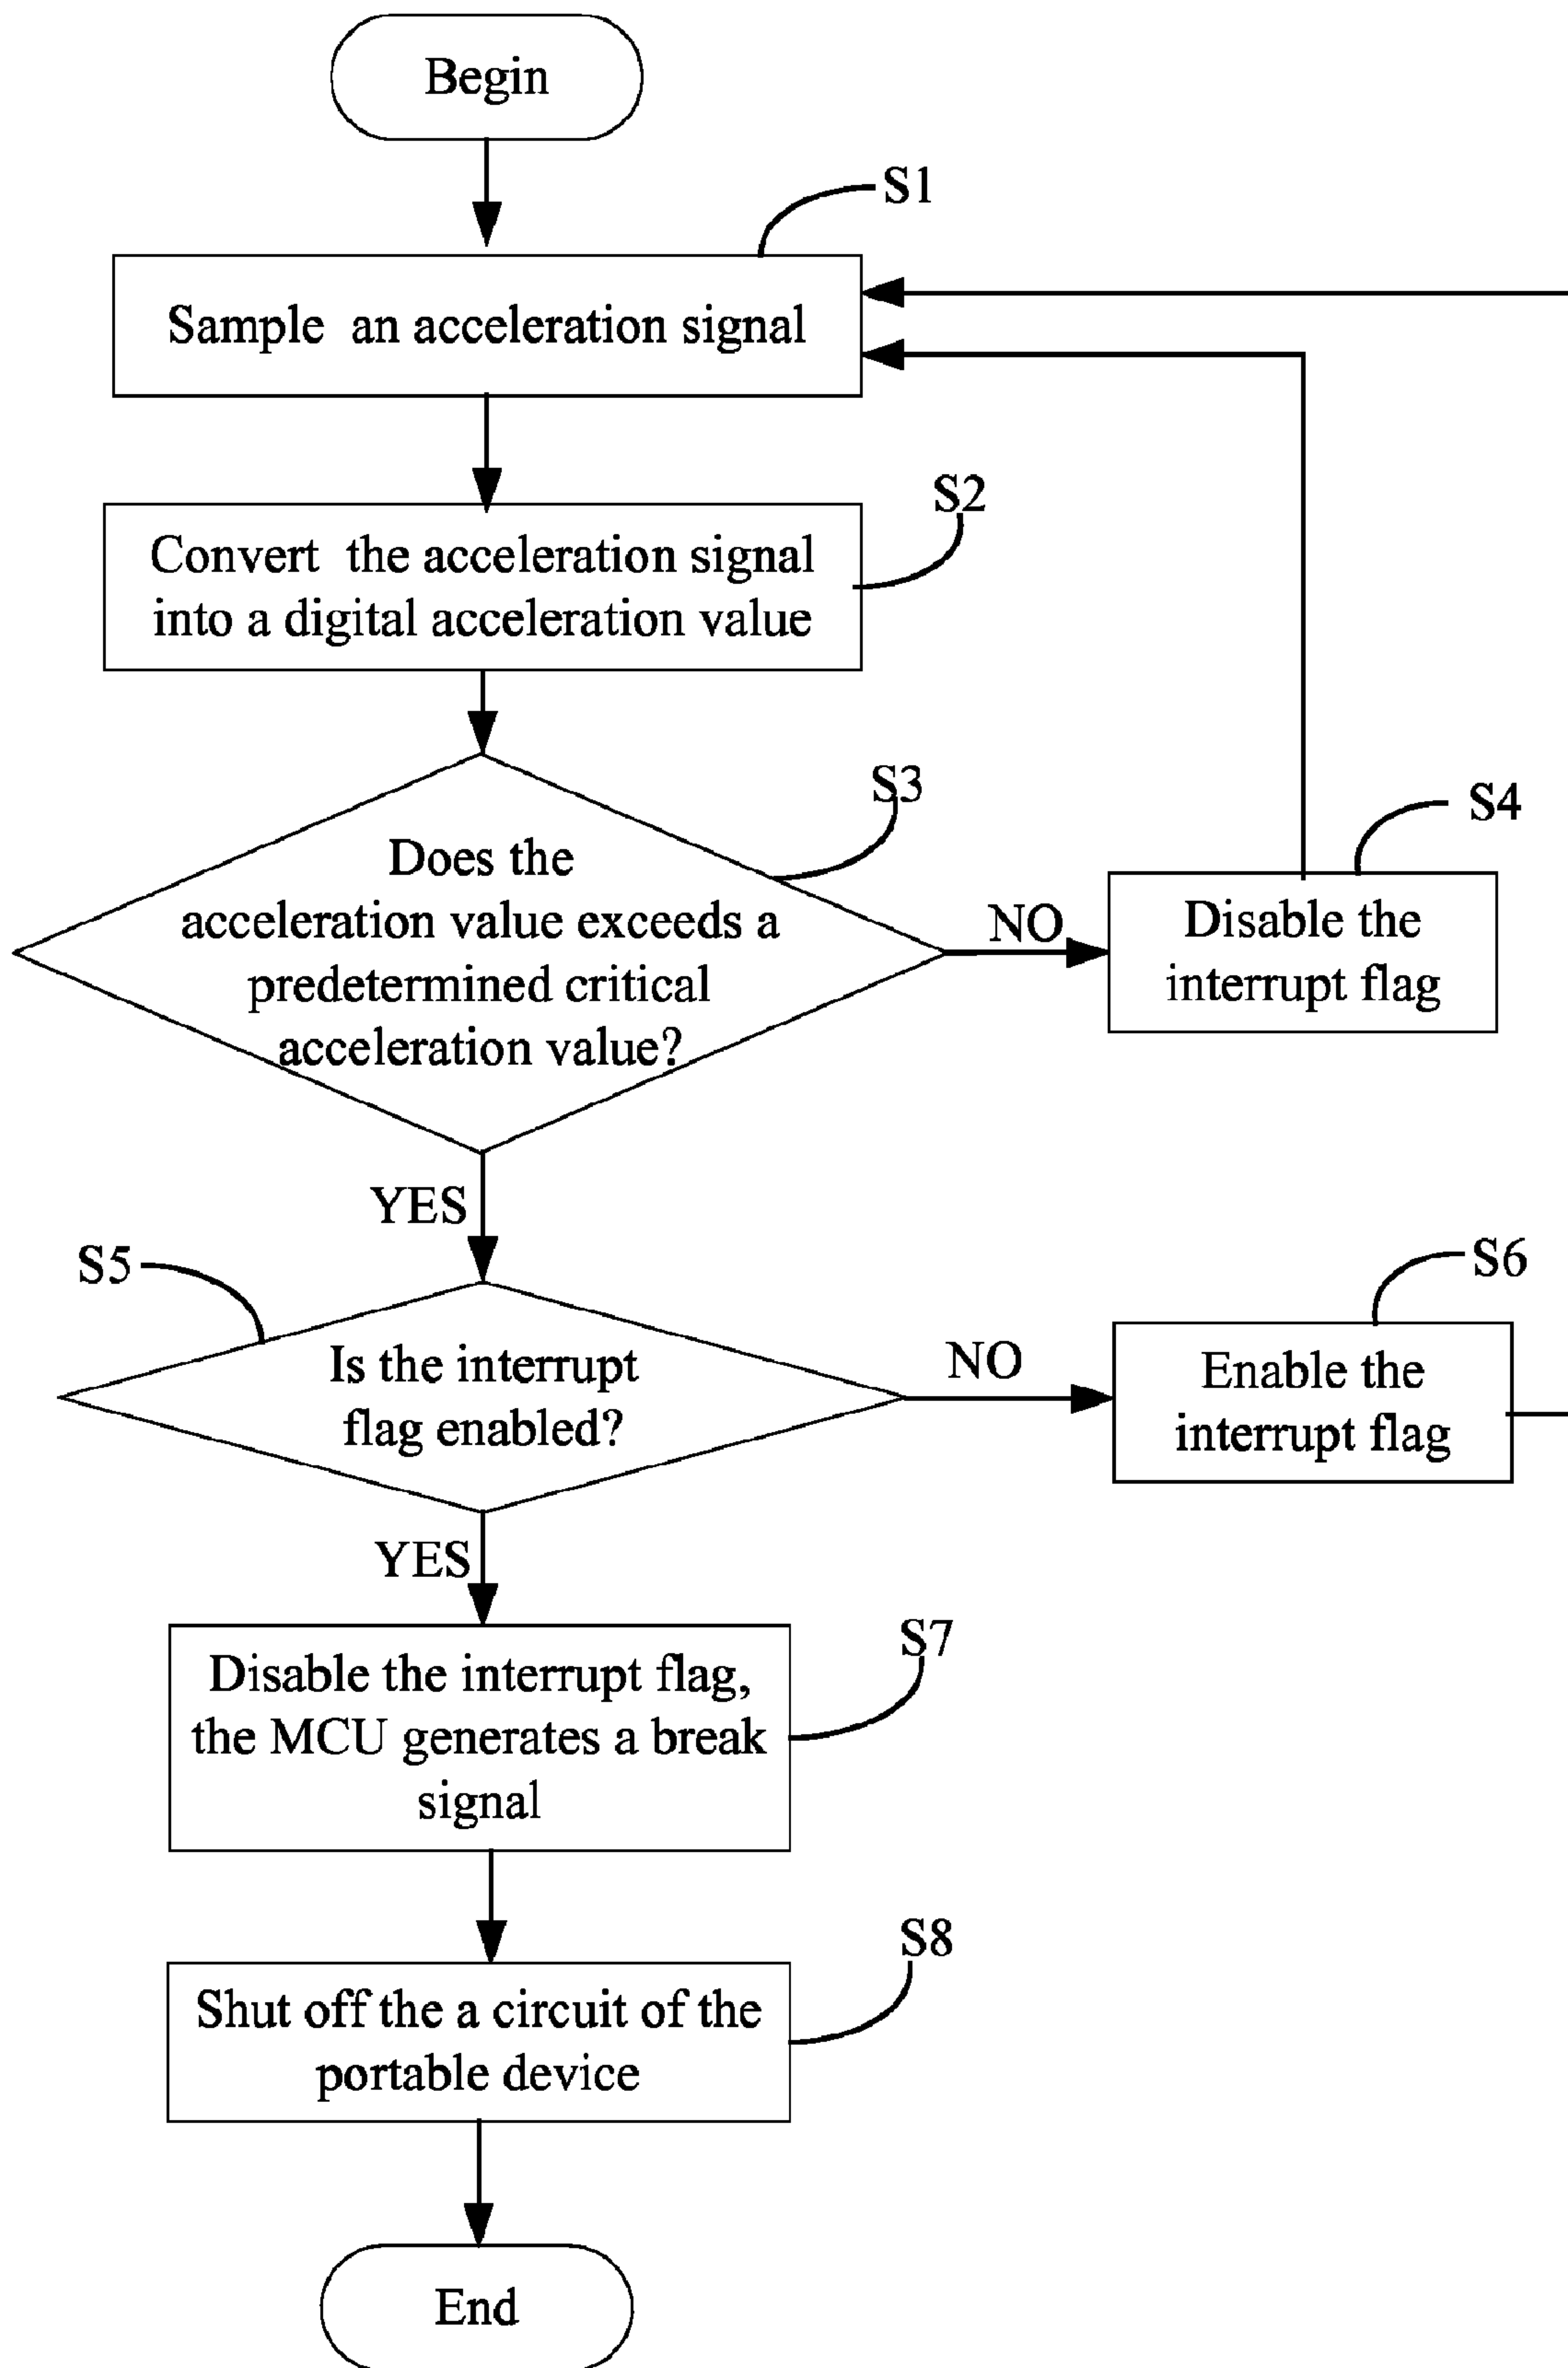 Begin
S1
Sample an acceleration signal
S2
Convert the acceleration signal
into a digital acceleration value
S3
Does the
acceleration value exceeds a
predetermined critical
acceleration value?
NO
S4
Disable the
interrupt flag
YES
S5
Is the interrupt
flag enabled?
NO
S6
Enable the
interrupt flag
YES
S7
Disable the interrupt flag,
the MCU generates a break
signal
S8
Shut off the a circuit of the
portable device
End